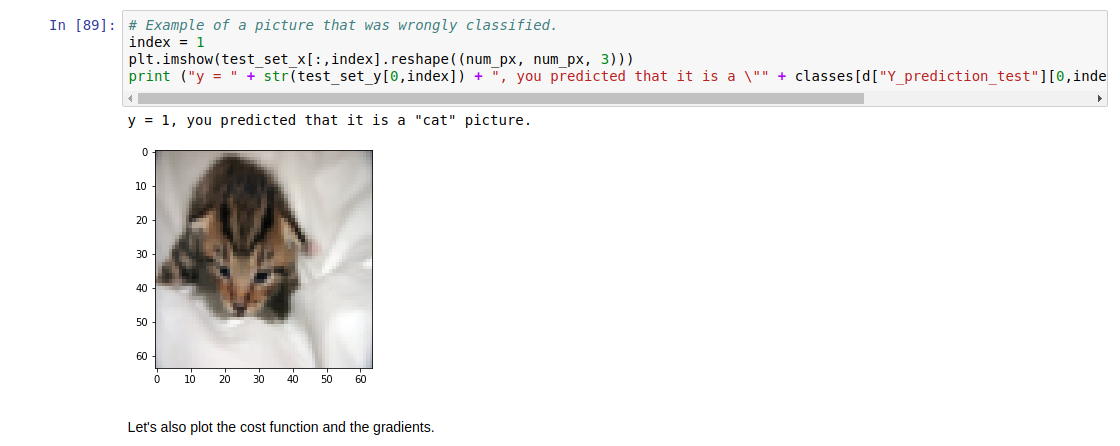 In [89]: # Example of a picture that was wrongly classified.
index = 1
plt.imshow(test_set_x[:,index].reshape((num_px, num_px, 3)))
print ("y = " + str(test_set_y[0,index]) + ", you predicted that it is a \"" + classes[d["Y_prediction_test"][0,inde
y = 1, you predicted that it is a "cat" picture.
0
10
20
30
40
50
60
0 10 20 30 40 50 60
Let's also plot the cost function and the gradients.